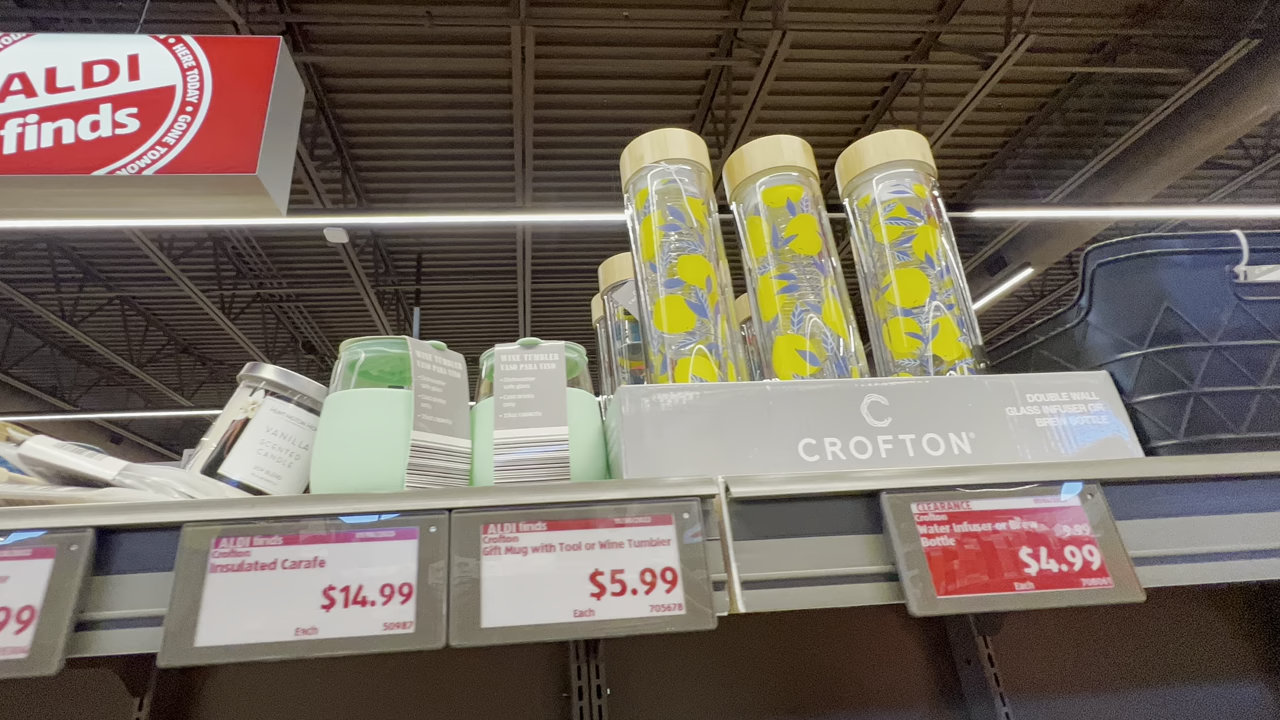 ALDI
finds
HERE TODAY • GONE TOMO
VANILLA
SCENTED
CANDLE
WINE TUMBLER
VASO PARA VINO
WINE TUMBLER
VASO PARA VINO
C
CROFTON
DOUBLE WALL
GLASS INFUSER OR
BREW BOTTLE
99
ALDI finds
Crofton
Insulated Carafe
$14.99
Each
50987
ALDI finds
Crofton
Gift Mug with Tool or Wine Tumbler
$5.99
Each
705678
CLEARANCE
Crofton
Water Infuser or Brew
Bottle
$4.99
Each